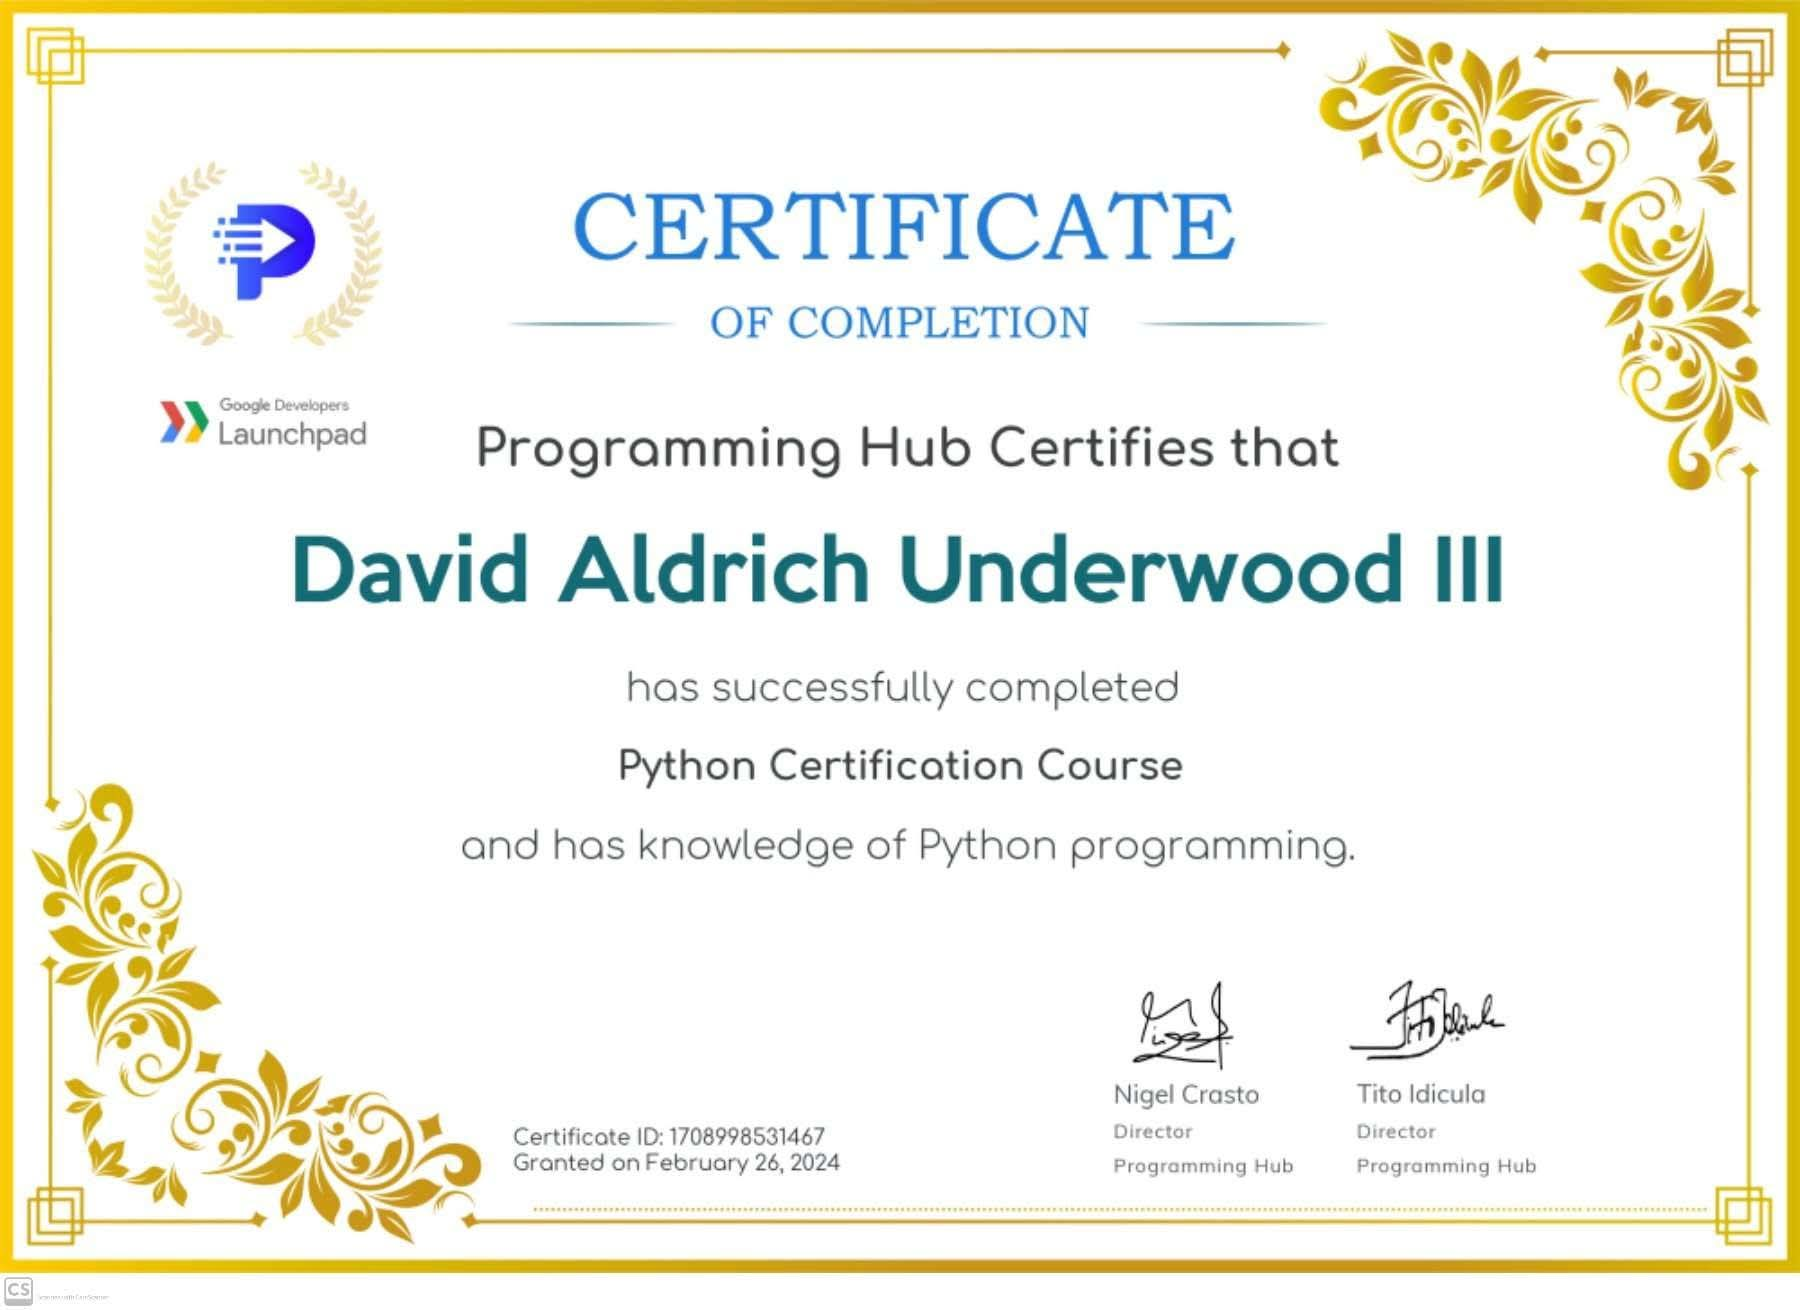 CERTIFICATE
OF COMPLETION
Google Developers
Launchpad
Programming Hub Certifies that
David Aldrich Underwood III
has successfully completed
Python Certification Course
and has knowledge of Python programming.
Nigel Crasto
Tito Idicula
Director
Director
Programming Hub
Programming Hub
Certificate ID: 1708998531467
Granted on February 26, 2024
CS